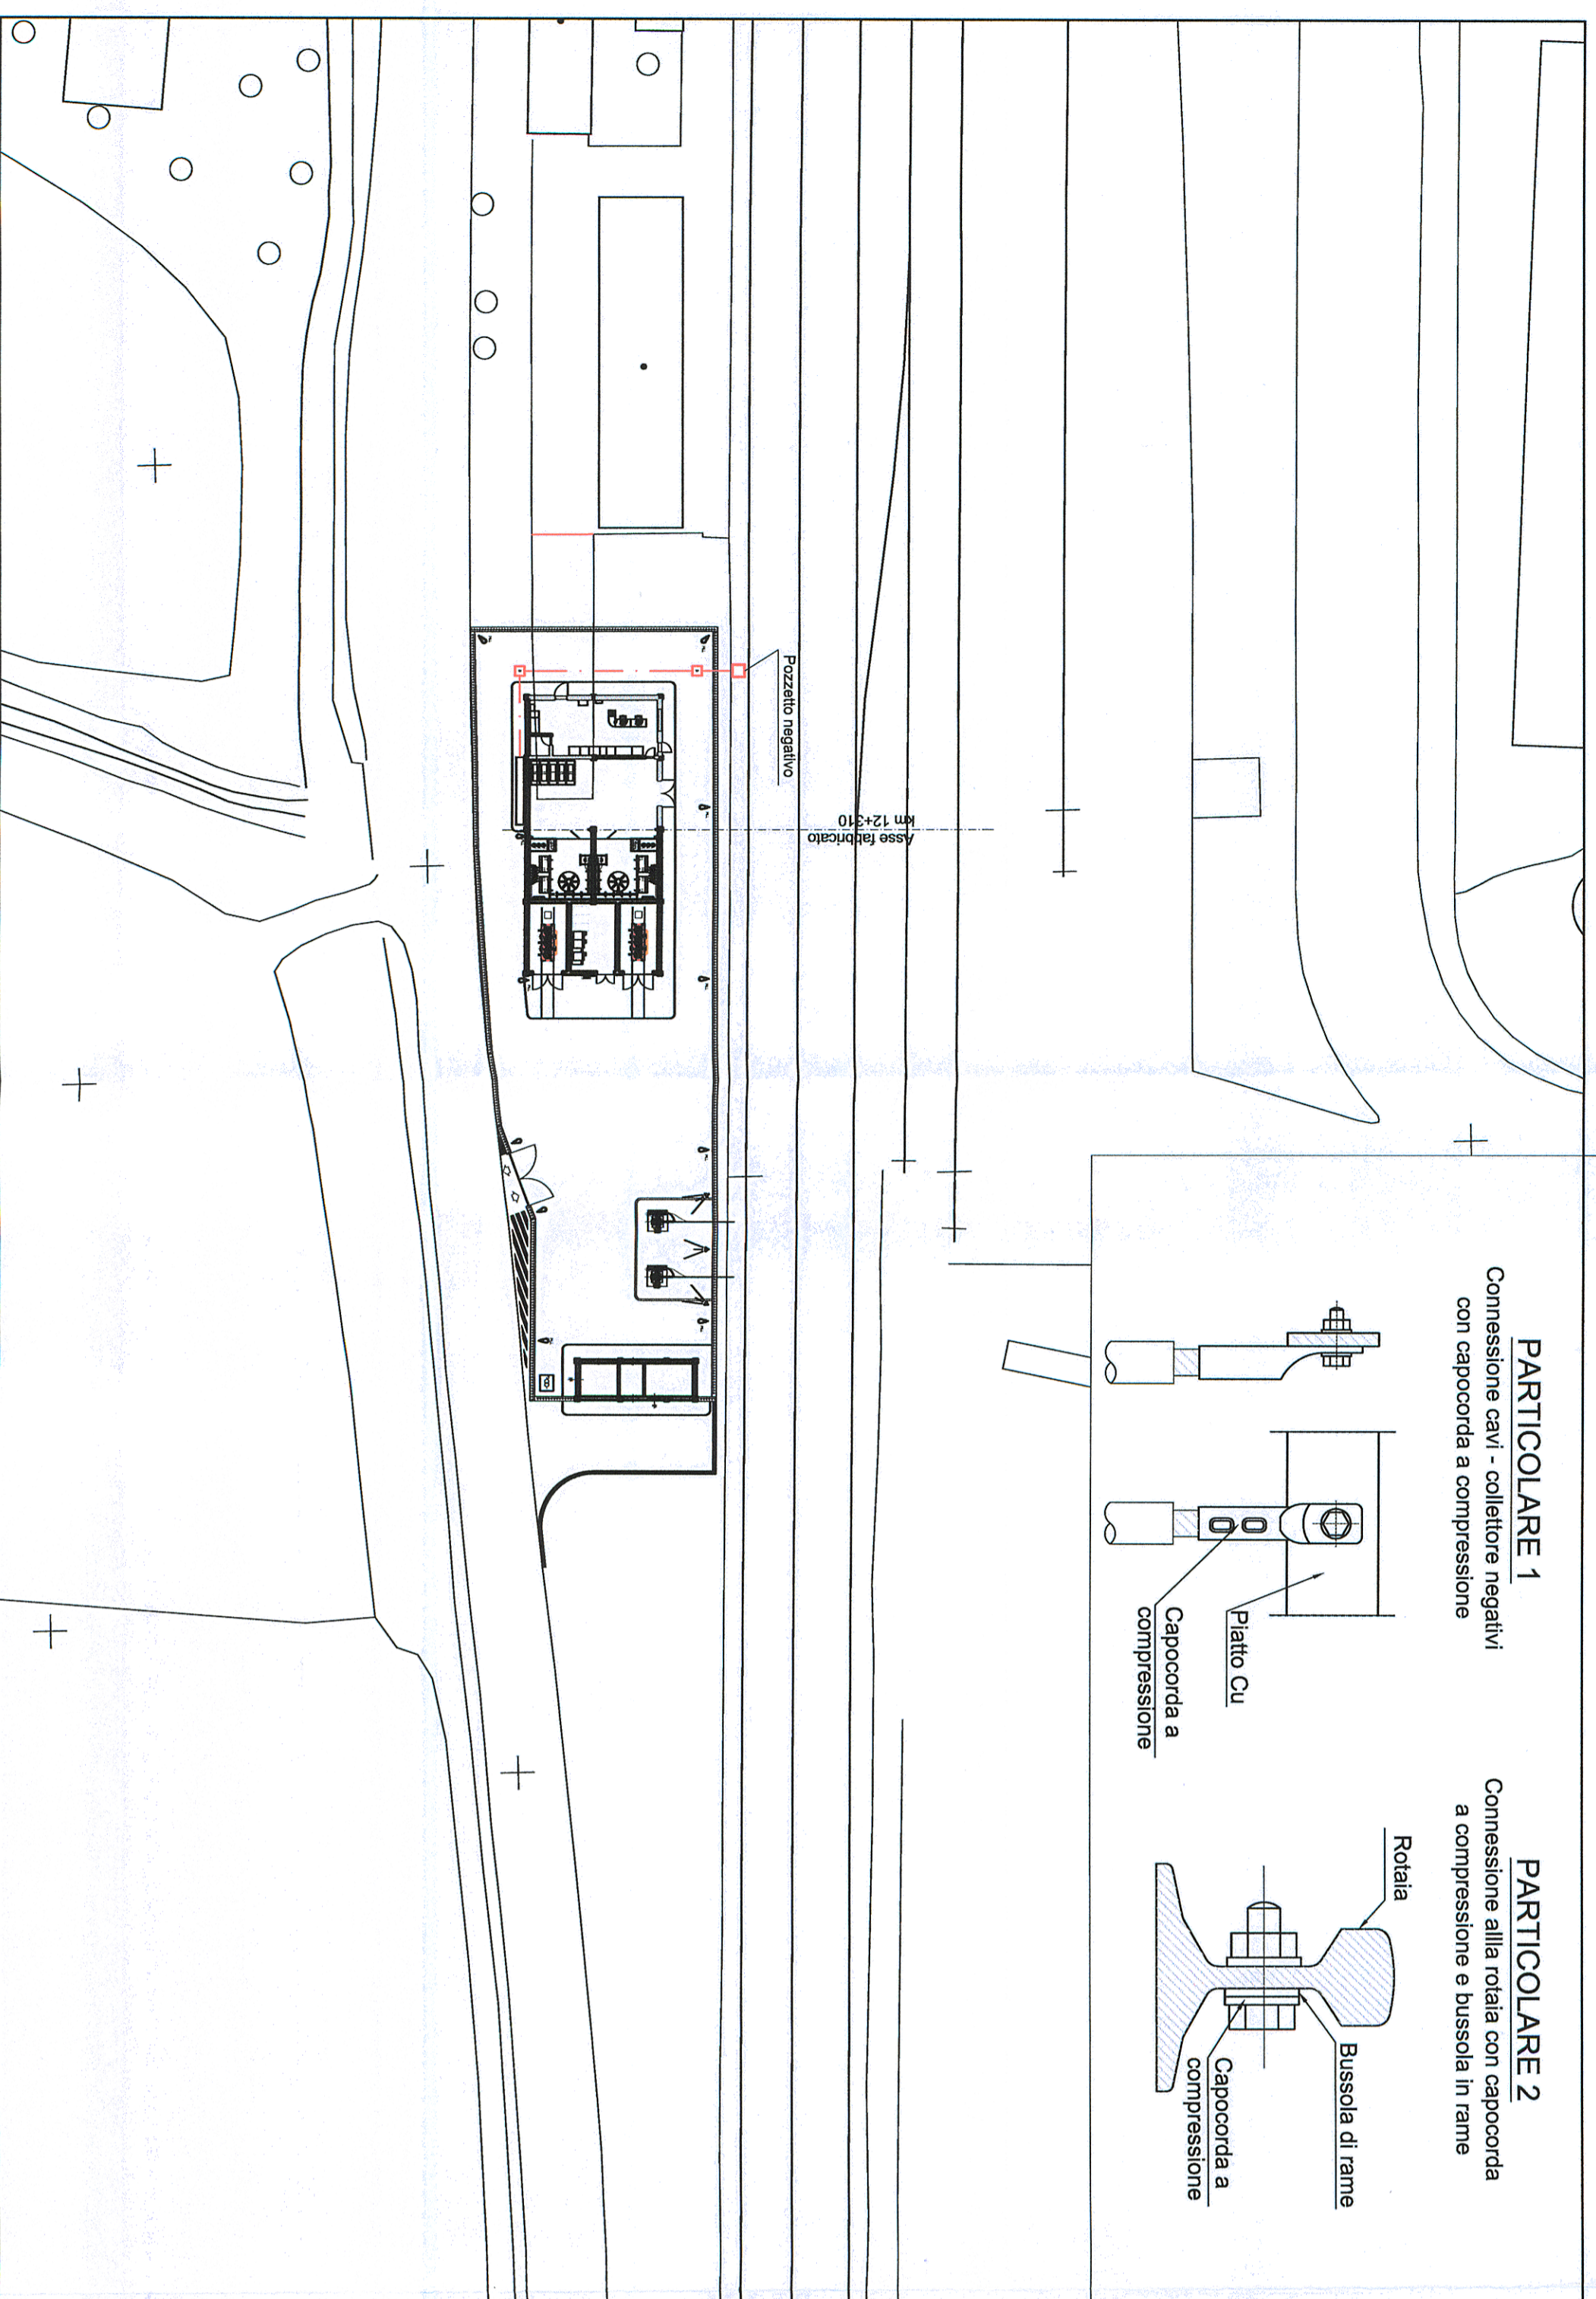 PARTICOLARE 1
Connessione cavi - collettore negativi
con capocorda a compressione
Piatto Cu
Capocorda a
compressione
PARTICOLARE 2
Connessione allla rotaia con capocorda
a compressione e bussola in rame
Rotaia
Bussola di rame
Capocorda a
compressione
Pozzetto negativo
Asse fabbricato
km 12+310